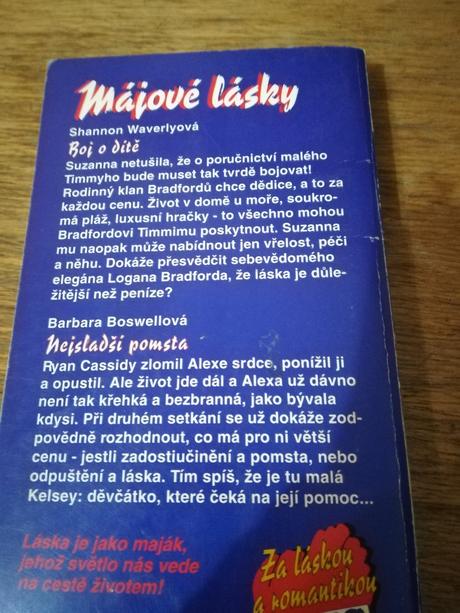 Májové lásky
Shannon Waverlyová
Boj o dítě
Suzanna netušila, že o poručnictví malého
Timmyho bude muset tak tvrdě bojovat!
Rodinný klan Bradfordů chce dědice, a to za
každou cenu. Život v domě u moře, soukro-
má pláž, luxusní hračky - to všechno mohou
Bradfordovi Timmimu poskytnout. Suzanna
mu naopak může nabídnout jen vřelost, péči
a něhu. Dokáže přesvědčit sebevědomého
elegána Logana Bradforda, že láska je důle-
žitější než peníze?
Barbara Boswellová
Nejsladší pomsta
Ryan Cassidy zlomil Alexe srdce, ponížil ji
a opustil. Ale život jde dál a Alexa už dávno
není tak křehká a bezbranná, jako bývala
kdysi. Při druhém setkání se už dokáže zod-
povědně rozhodnout, co má pro ni větší
cenu - jestli zadostiučinění a pomsta, nebo
odpuštění a láska. Tím spíš, že je tu malá
Kelsey: děvčátko, které čeká na její pomoc...
Láska je jako maják,
jehož světlo nás vede
na cestě životem!
Za láskou
a romantikou